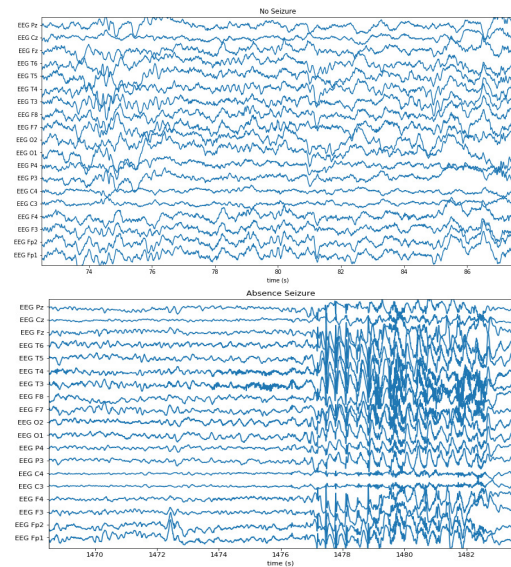 No Seizure
EEG Pz
EEG Cz
EEG Fz
EEG T6
EEG T5
EEG T4
EEG T3
EEG F8
EEG F7
EEG O2
EEG O1
EEG P4
EEG P3
EEG C4
EEG C3
EEG F4
EEG F3
EEG Fp2
EEG Fp1
74 76 78 80 82 84 86
time (s)
Absence Seizure
EEG Pz
EEG Cz
EEG Fz
EEG T6
EEG T5
EEG T4
EEG T3
EEG F8
EEG F7
EEG O2
EEG O1
EEG P4
EEG P3
EEG C4
EEG C3
EEG F4
EEG F3
EEG Fp2
EEG Fp1
1470 1472 1474 1476 1478 1480 1482
time (s)